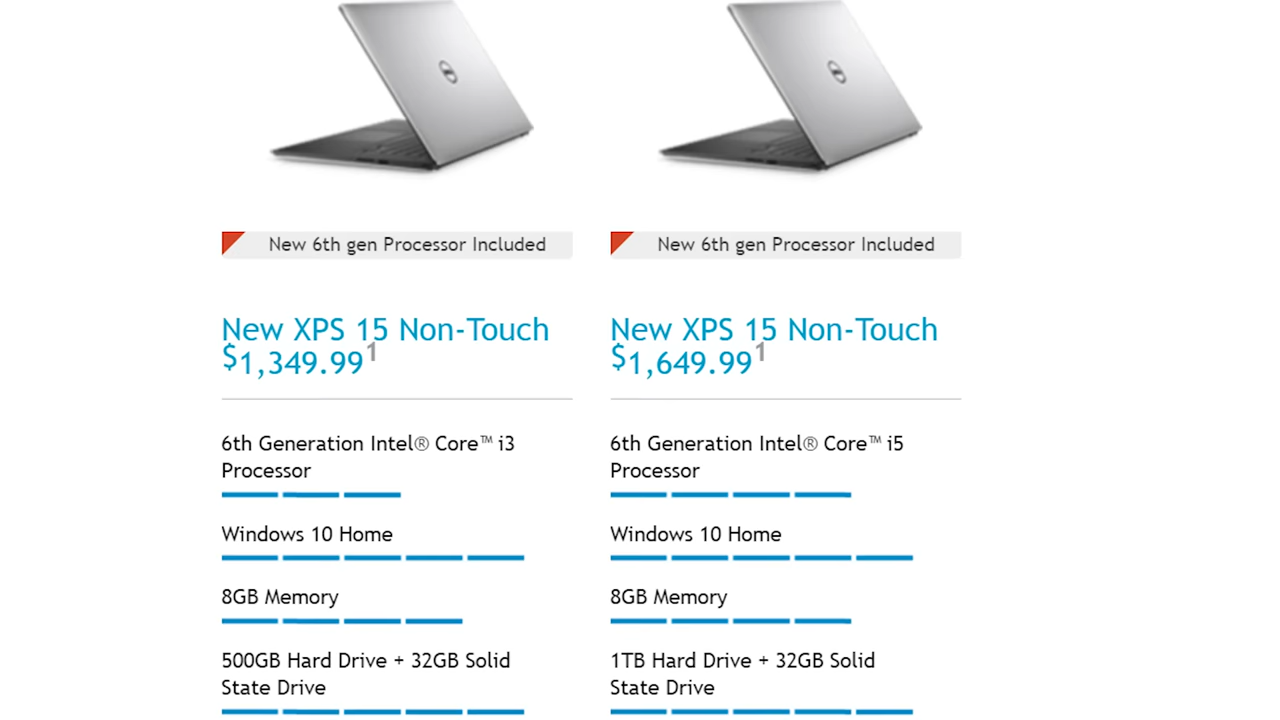 New 6th gen Processor Included
New XPS 15 Non-Touch
$1,349.99¹
6th Generation Intel® Core™ i3
Processor
Windows 10 Home
8GB Memory
500GB Hard Drive + 32GB Solid
State Drive
New 6th gen Processor Included
New XPS 15 Non-Touch
$1,649.99¹
6th Generation Intel® Core™ i5
Processor
Windows 10 Home
8GB Memory
1TB Hard Drive + 32GB Solid
State Drive